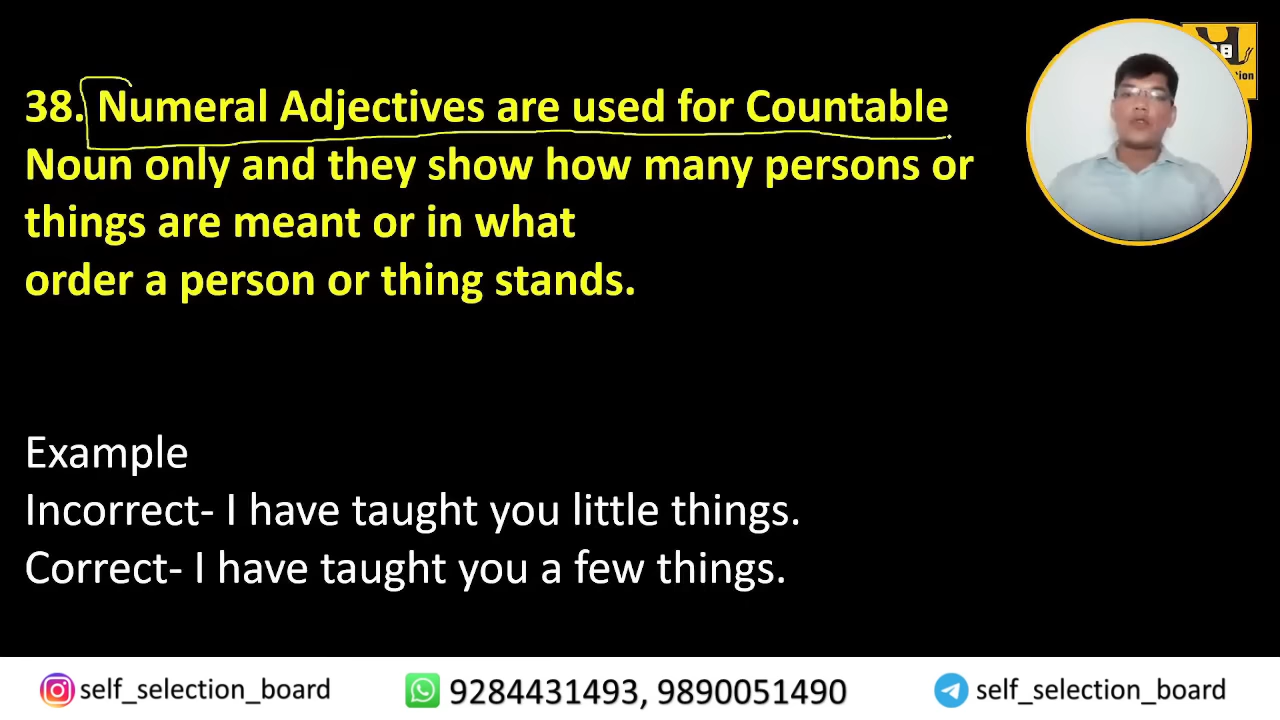 38. Numeral Adjectives are used for Countable
Noun only and they show how many persons or
things are meant or in what
order a person or thing stands.
Example
Incorrect- I have taught you little things.
Correct- I have taught you a few things.
self_selection_board
9284431493, 9890051490
self_selection_board